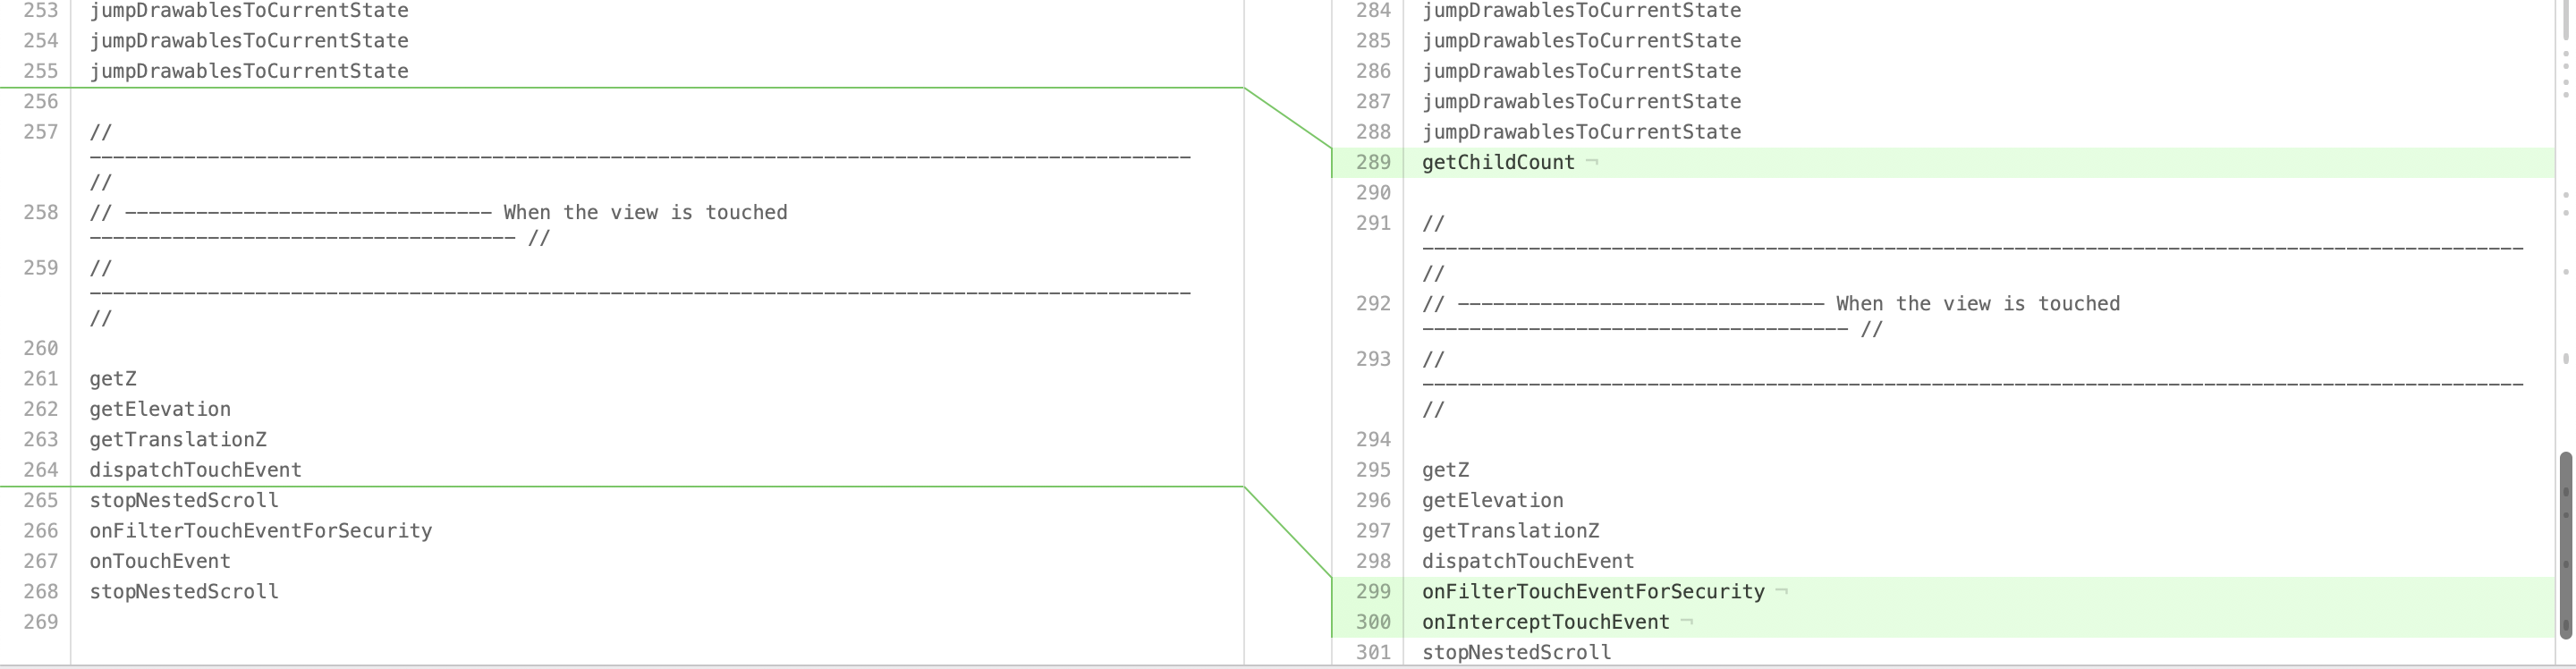 253 jumpDrawablesToCurrentState
254 jumpDrawablesToCurrentState
255 jumpDrawablesToCurrentState
256
257 //
---------------------------------------------------------------------------------------------
//
258 // ------------------------------- When the view is touched
------------------------------------ //
259 //
---------------------------------------------------------------------------------------------
//
260
261 getZ
262 getElevation
263 getTranslationZ
264 dispatchTouchEvent
265 stopNestedScroll
266 onFilterTouchEventForSecurity
267 onTouchEvent
268 stopNestedScroll
269
284 jumpDrawablesToCurrentState
285 jumpDrawablesToCurrentState
286 jumpDrawablesToCurrentState
287 jumpDrawablesToCurrentState
288 jumpDrawablesToCurrentState
289 getChildCount ¬
290
291 //
---------------------------------------------------------------------------------------------
//
292 // ------------------------------- When the view is touched
------------------------------------ //
293 //
---------------------------------------------------------------------------------------------
//
294
295 getZ
296 getElevation
297 getTranslationZ
298 dispatchTouchEvent
299 onFilterTouchEventForSecurity ¬
300 onInterceptTouchEvent ¬
301 stopNestedScroll